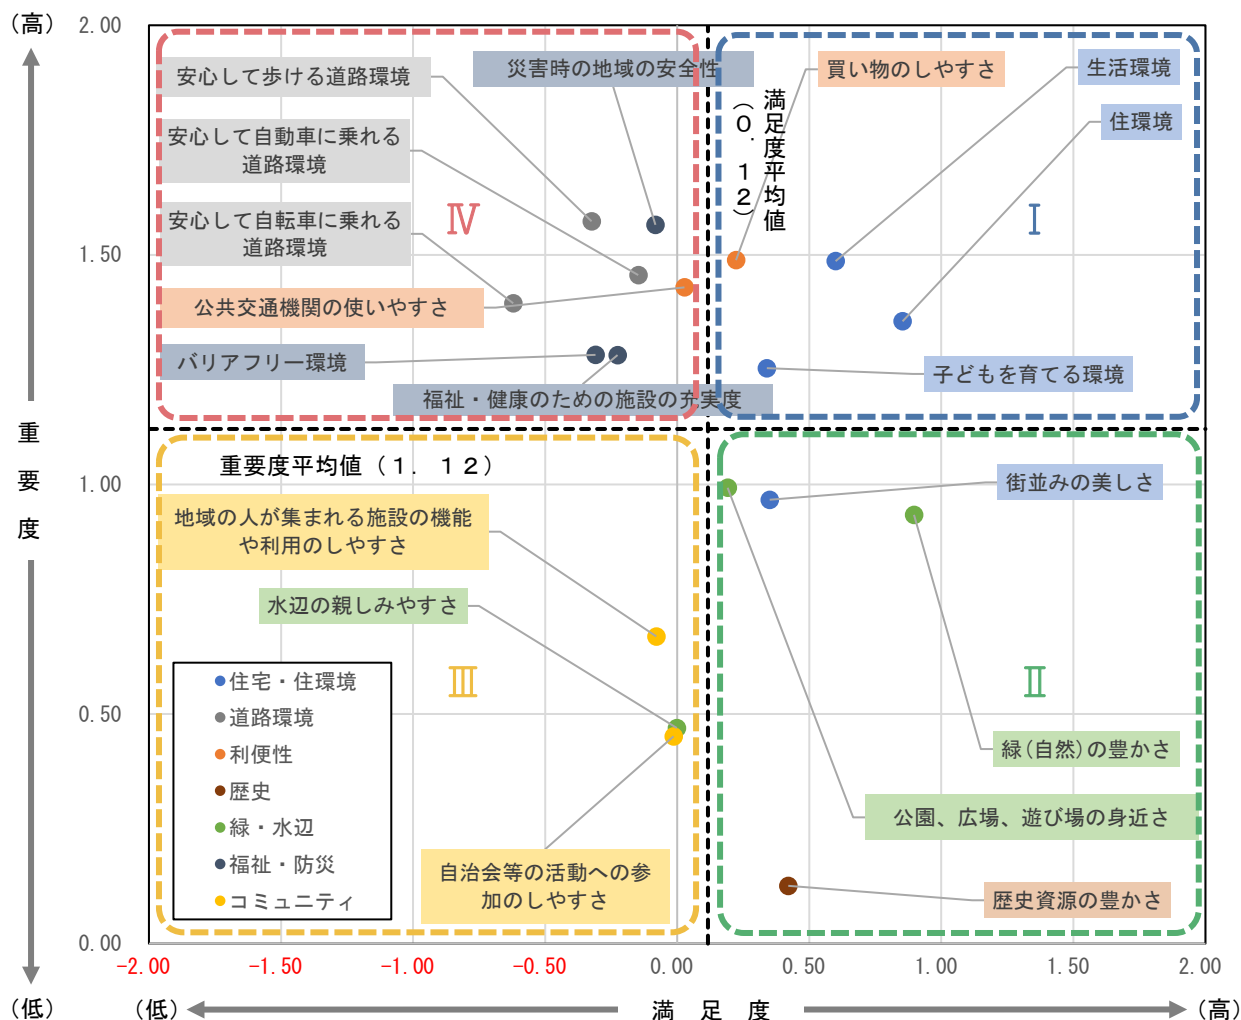 （高）
2.00
1.50
1.00
0.50
0.00
（低）
重要度
安心して歩ける道路環境
災害時の地域の安全性
安心して自動車に乗れる
道路環境
安心して自転車に乗れる
道路環境
Ⅳ
公共交通機関の使いやすさ
バリアフリー環境
福祉・健康のための施設の充実度
満足度平均値
（０．１２）
買い物のしやすさ
生活環境
住環境
Ⅰ
子どもを育てる環境
重要度平均値（１．１２）
地域の人が集まれる施設の機能
や利用のしやすさ
水辺の親しみやすさ
Ⅲ
住宅・住環境
道路環境
利便性
歴史
緑・水辺
福祉・防災
コミュニティ
自治会等の活動への参
加のしやすさ
街並みの美しさ
Ⅱ
緑(自然)の豊かさ
公園、広場、遊び場の身近さ
歴史資源の豊かさ
-2.00
-1.50
-1.00
-0.50
0.00
0.50
1.00
1.50
2.00
（低）
満足度
（高）